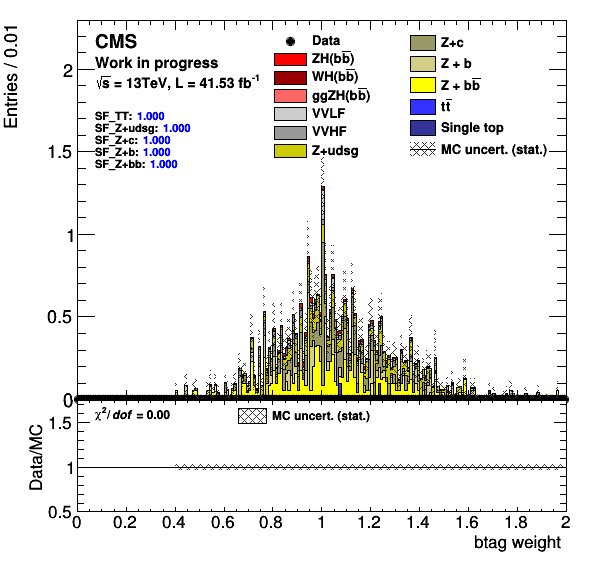 CMS
Work in progress
√s = 13TeV, L = 41.53 fb⁻¹
SF_TT: 1.000
SF_Z+udsg: 1.000
SF_Z+c: 1.000
SF_Z+b: 1.000
SF_Z+bb: 1.000
Data
ZH(bb̅)
WH(bb̅)
ggZH(bb̅)
VVLF
VVHF
Z+udsg
Z+c
Z + b
Z + bb̅
tt̅
Single top
MC uncert. (stat.)
Entries / 0.01
2
1.5
1
0.5
0
χ²/dof = 0.00
MC uncert. (stat.)
Data/MC
1.5
1
0.5
0 0.2 0.4 0.6 0.8 1 1.2 1.4 1.6 1.8 2
btag weight